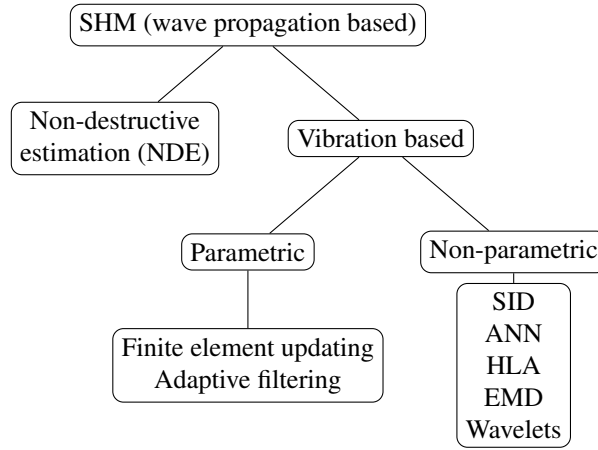 SHM (wave propagation based)
Non-destructive
estimation (NDE)
Vibration based
Parametric
Non-parametric
Finite element updating
Adaptive filtering
SID
ANN
HLA
EMD
Wavelets